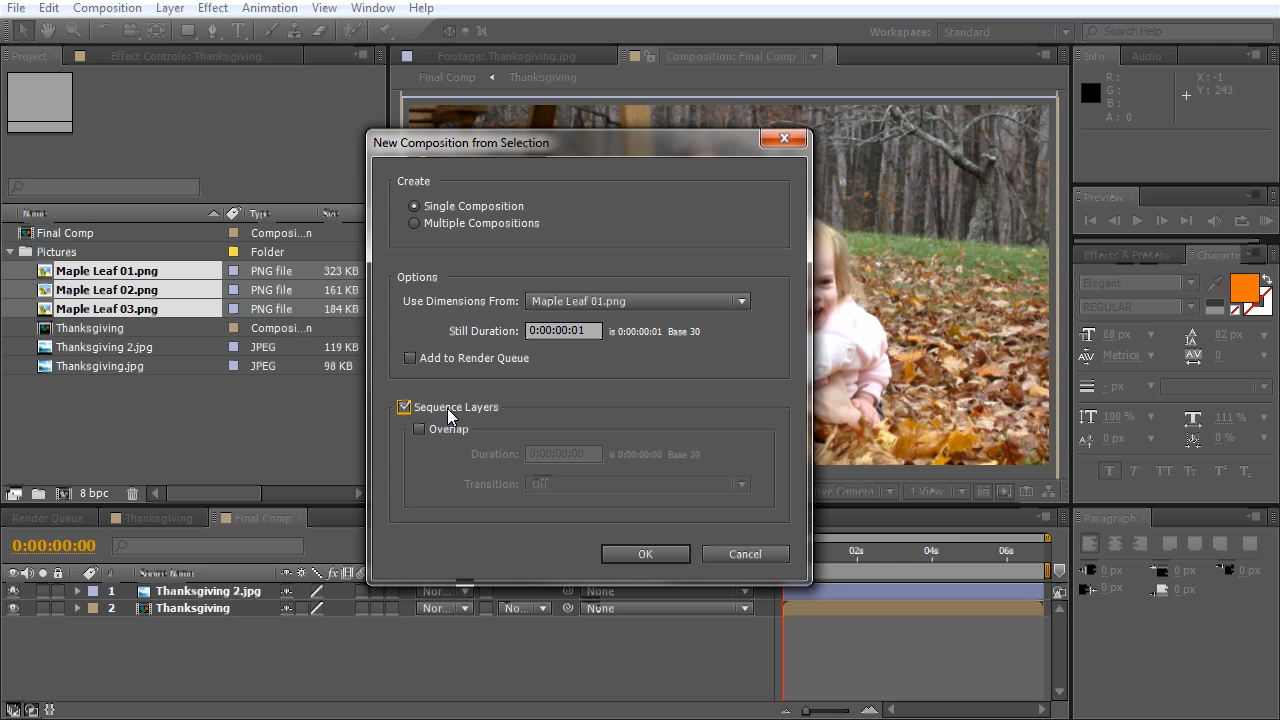 File Edit Composition Layer Effect Animation View Window Help
Workspace: Standard Search Help
Project Effect Controls: Thanksgiving Footage: Thanksgiving.jpg Composition: Final Comp Info Audio
Final Comp Thanksgiving
R: X: -1
G: Y: 243
B:
A: 0
New Composition from Selection
Create
Single Composition
Multiple Compositions
Options
Use Dimensions From: Maple Leaf 01.png
Still Duration: 0:00:00:01 is 0:00:00:01 Base 30
Add to Render Queue
Sequence Layers
Overlap
Duration: 0:00:00:00 is 0:00:00:00 Base 30
Transition: Off
OK Cancel
Name Type Size
Final Comp Composi...n
Pictures Folder
Maple Leaf 01.png PNG file 323 KB
Maple Leaf 02.png PNG file 161 KB
Maple Leaf 03.png PNG file 184 KB
Thanksgiving Composi...n
Thanksgiving 2.jpg JPEG 119 KB
Thanksgiving.jpg JPEG 98 KB
8 bpc
Preview
Effects & Presets Characte
Elegant
REGULAR
68 px 82 px
Metrics 0
- px
100 % 111 %
0 px 0 %
T T TT Tт T¹ T₁
ive Camera 1 View
Render Queue Thanksgiving Final Comp
0:00:00:00
02s 04s 06s
# Source Name fx
1 Thanksgiving 2.jpg Nor... None
2 Thanksgiving Nor... No... None
Paragraph
0 px 0 px 0 px
0 px 0 px